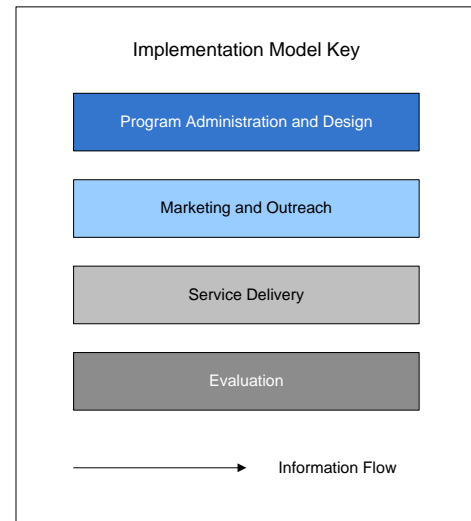 Implementation Model Key
Program Administration and Design
Marketing and Outreach
Service Delivery
Evaluation
Information Flow